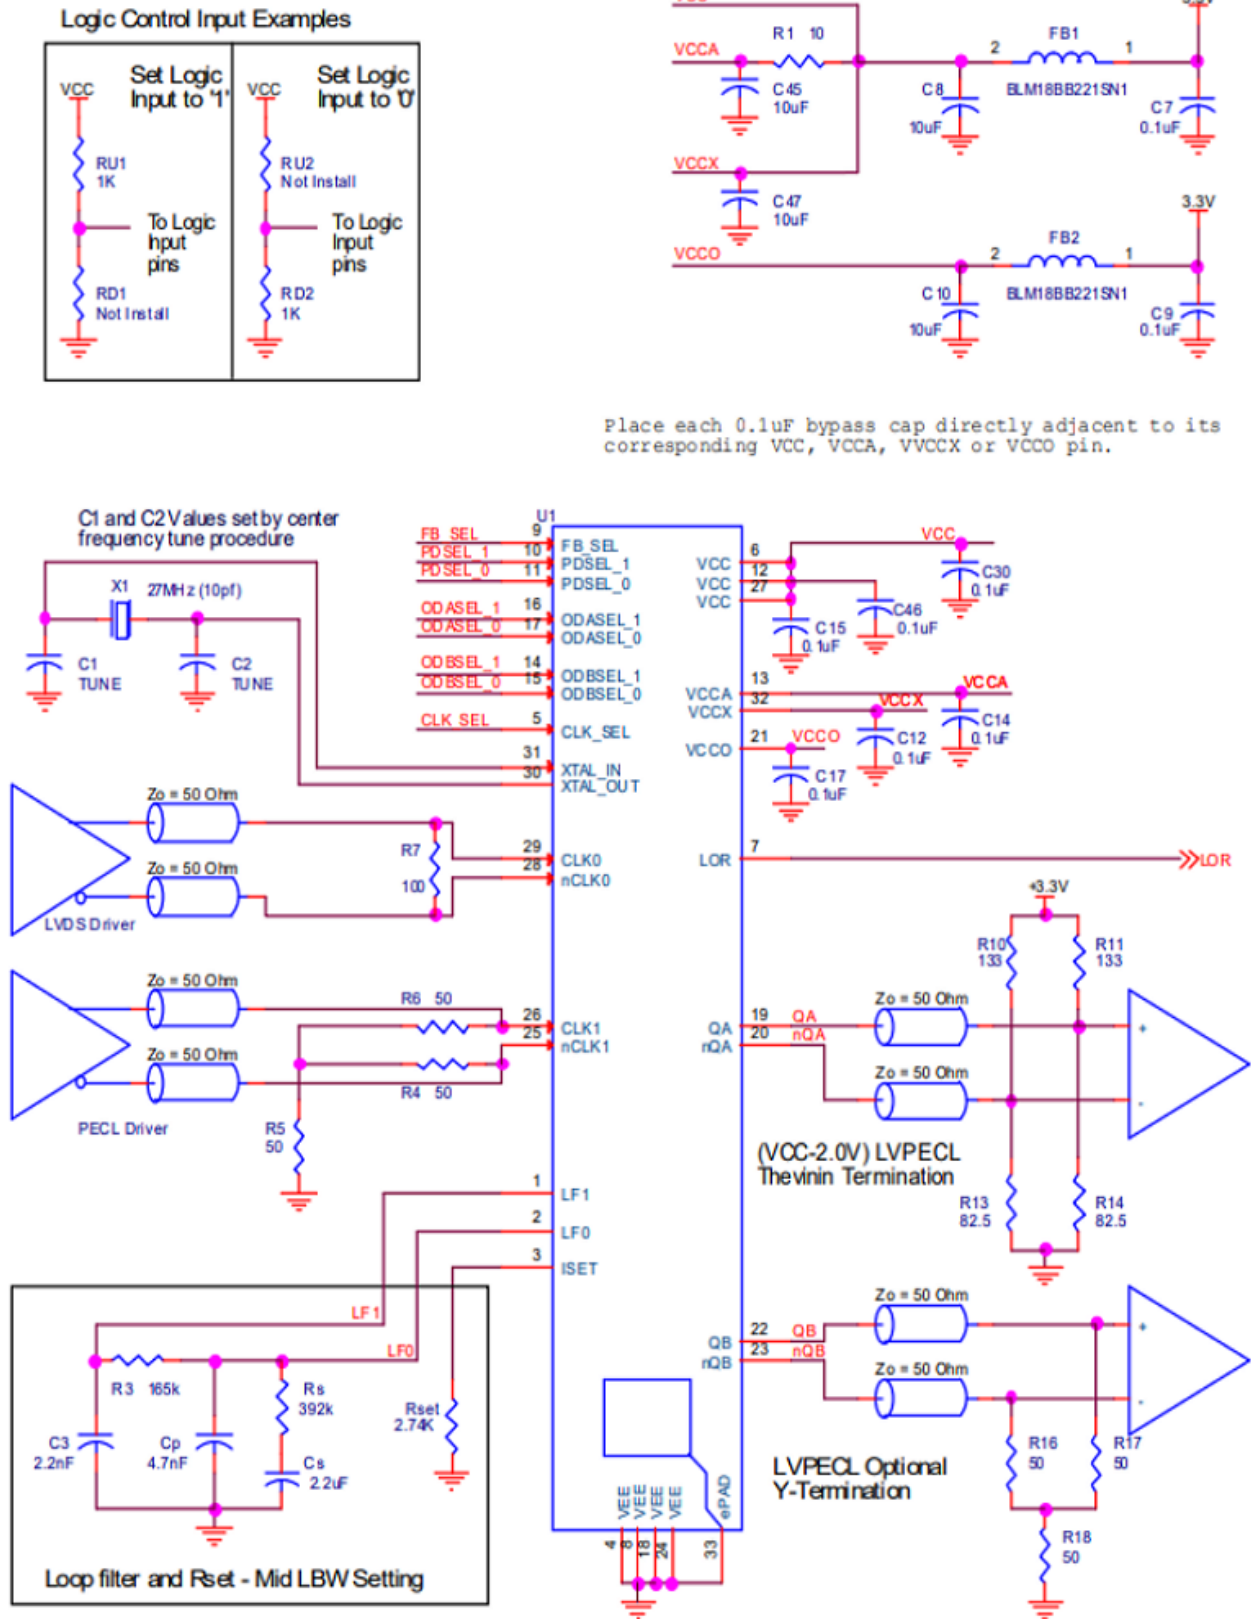 Logic Control Input Examples
Set Logic
Input to '1'
VCC
RU1
1K
To Logic
Input
pins
RD1
Not Install
Set Logic
Input to '0'
VCC
RU2
Not Install
To Logic
Input
pins
RD2
1K
R1 10
VCCA
C45
10uF
VCCX
C47
10uF
C8
10uF
2
FB1
1
BLM18BB221SN1
C7
0.1uF
3.3V
VCCO
2
FB2
1
BLM18BB221SN1
C10
10uF
C9
0.1uF
Place each 0.1uF bypass cap directly adjacent to its
corresponding VCC, VCCA, VVCCX or VCCO pin.
C1 and C2 Values set by center
frequency tune procedure
X1
27MHz (10pf)
C1
TUNE
C2
TUNE
U1
FB_SEL 9 FB_SEL
PDSEL_1 10 PDSEL_1
PDSEL_0 11 PDSEL_0
ODASEL_1 16 ODASEL_1
ODASEL_0 17 ODASEL_0
ODBSEL_1 14 ODBSEL_1
ODBSEL_0 15 ODBSEL_0
CLK_SEL 5 CLK_SEL
31 XTAL_IN
30 XTAL_OUT
VCC 6
VCC 12
VCC 27
VCC
C30
0.1uF
C46
0.1uF
C15
0.1uF
VCCA 13 VCCA
VCCX 32 VCCX
C14
0.1uF
C12
0.1uF
VCCO 21 VCCO
C17
0.1uF
Zo = 50 Ohm
Zo = 50 Ohm
LVDS Driver
R7
100
29 CLK0
28 nCLK0
LOR 7 LOR
Zo = 50 Ohm
Zo = 50 Ohm
PECL Driver
R6 50
R4 50
R5
50
26 CLK1
25 nCLK1
+3.3V
R10
133
R11
133
QA 19 QA
nQA 20 nQA
Zo = 50 Ohm
Zo = 50 Ohm
+
-
(VCC-2.0V) LVPECL
Thevinin Termination
R13
82.5
R14
82.5
1 LF1
2 LF0
3 ISET
LF1
LF0
R3 165k
Rs
392k
C3
2.2nF
Cp
4.7nF
Cs
2.2uF
Rset
2.74K
Loop filter and Rset - Mid LBW Setting
QB 22 QB
nQB 23 nQB
Zo = 50 Ohm
Zo = 50 Ohm
+
-
LVPECL Optional
Y-Termination
R16
50
R17
50
R18
50
VEE
VEE
VEE
VEE
ePAD
4
8
18
24
33